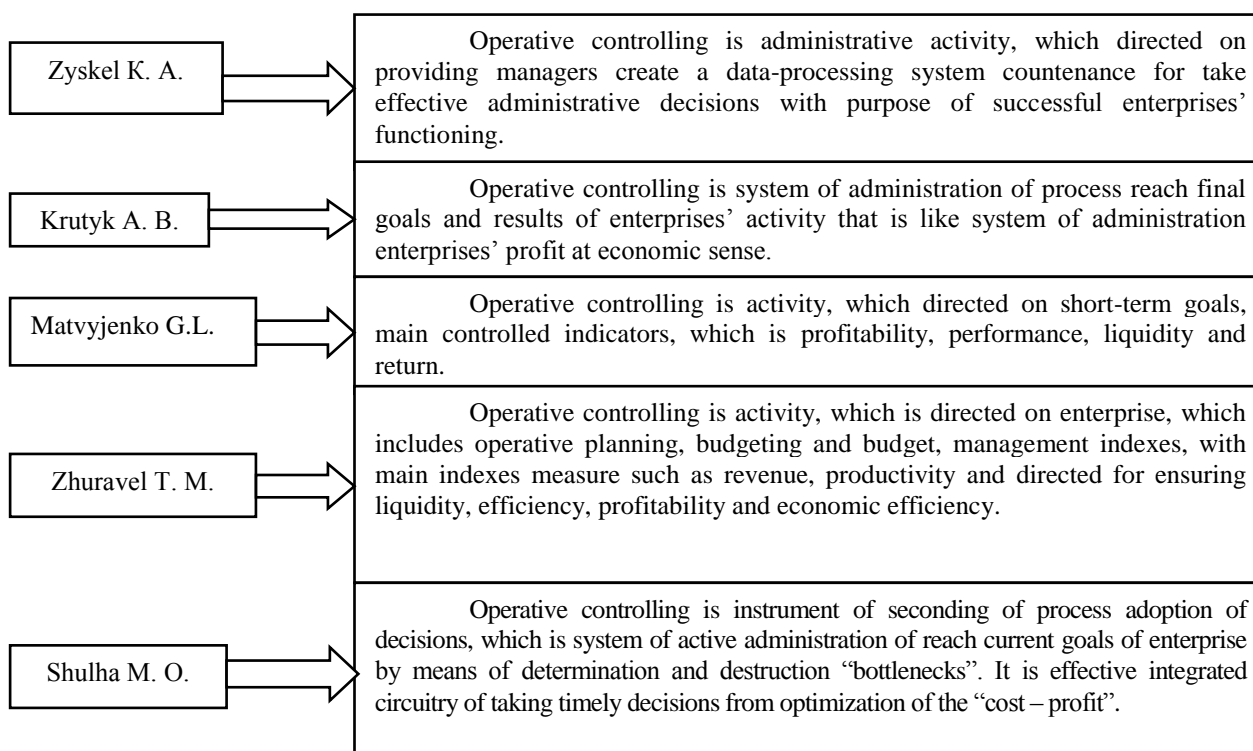 Zyskel K. A.
Operative controlling is administrative activity, which directed on
providing managers create a data-processing system countenance for take
effective administrative decisions with purpose of successful enterprises’
functioning.
Krutyk A. B.
Operative controlling is system of administration of process reach final
goals and results of enterprises’ activity that is like system of administration
enterprises’ profit at economic sense.
Matvyjenko G.L.
Operative controlling is activity, which directed on short-term goals,
main controlled indicators, which is profitability, performance, liquidity and
return.
Zhuravel T. M.
Operative controlling is activity, which is directed on enterprise, which
includes operative planning, budgeting and budget, management indexes, with
main indexes measure such as revenue, productivity and directed for ensuring
liquidity, efficiency, profitability and economic efficiency.
Shulha M. O.
Operative controlling is instrument of seconding of process adoption of
decisions, which is system of active administration of reach current goals of enterprise
by means of determination and destruction “bottlenecks”. It is effective integrated
circuitry of taking timely decisions from optimization of the “cost – profit”.